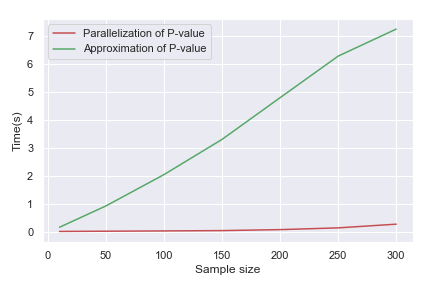 Parallelization of P-value
Approximation of P-value
7
6
5
4
3
2
1
0
Time(s)
0 50 100 150 200 250 300
Sample size